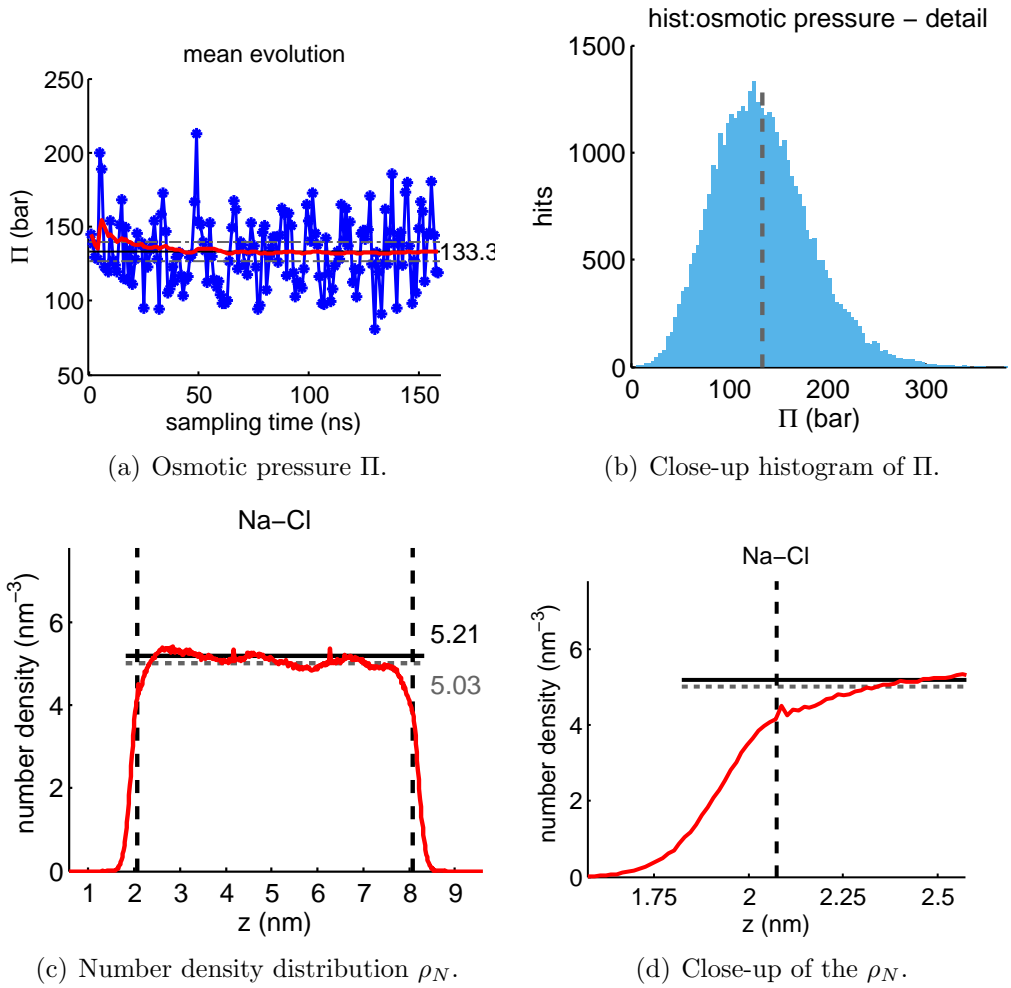 mean evolution
250
200
150
100
50
Π (bar)
133.3
0
50
100
150
sampling time (ns)
(a) Osmotic pressure Π.
hist:osmotic pressure − detail
1500
1000
500
0
hits
0
100
200
300
Π (bar)
(b) Close-up histogram of Π.
Na−Cl
number density (nm⁻³)
6
4
2
0
5.21
5.03
1
2
3
4
5
6
7
8
9
z (nm)
(c) Number density distribution ρ_N.
Na−Cl
number density (nm⁻³)
6
4
2
0
1.75
2
2.25
2.5
z (nm)
(d) Close-up of the ρ_N.